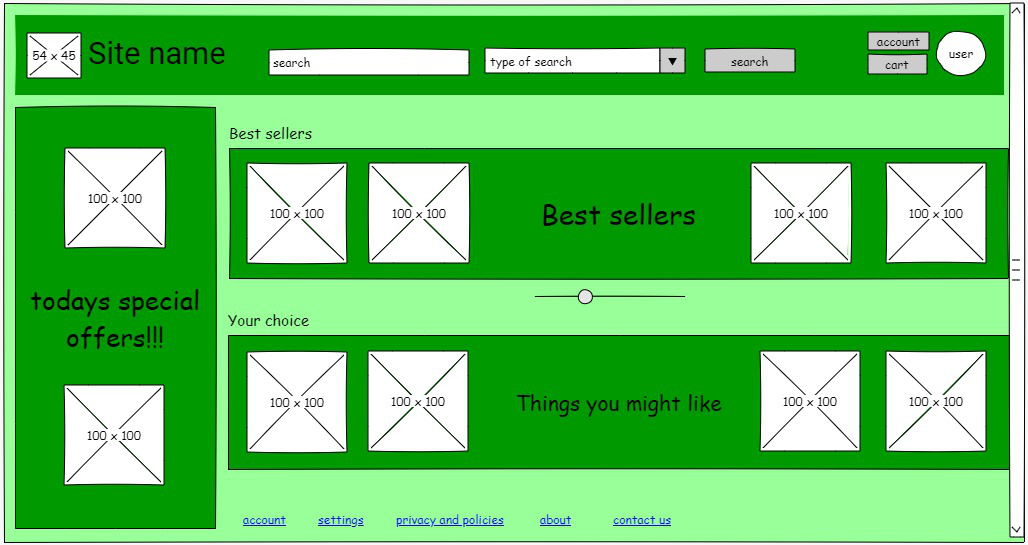 54 x 45
Site name
search
type of search
search
account
cart
user
100 x 100
todays special
offers!!!
100 x 100
Best sellers
100 x 100
100 x 100
Best sellers
100 x 100
100 x 100
Your choice
100 x 100
100 x 100
Things you might like
100 x 100
100 x 100
account
settings
privacy and policies
about
contact us